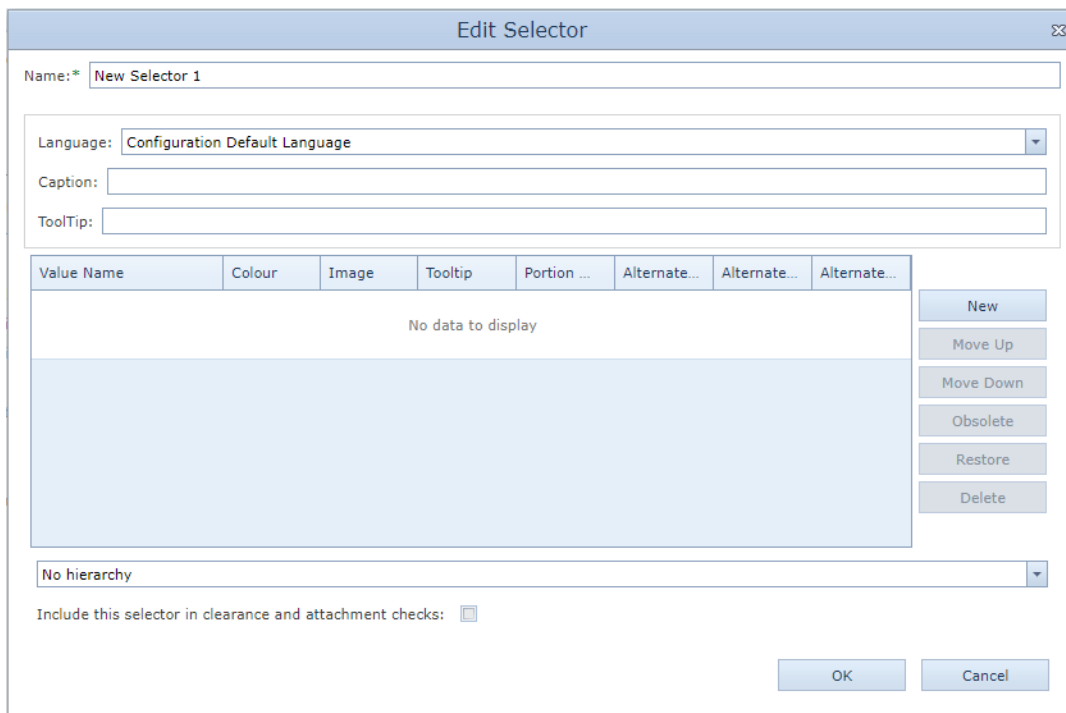 Edit Selector
Name:* New Selector 1
Language: Configuration Default Language
Caption:
ToolTip:
Value Name Colour Image Tooltip Portion ... Alternate... Alternate... Alternate...
No data to display
New
Move Up
Move Down
Obsolete
Restore
Delete
No hierarchy
Include this selector in clearance and attachment checks:
OK Cancel